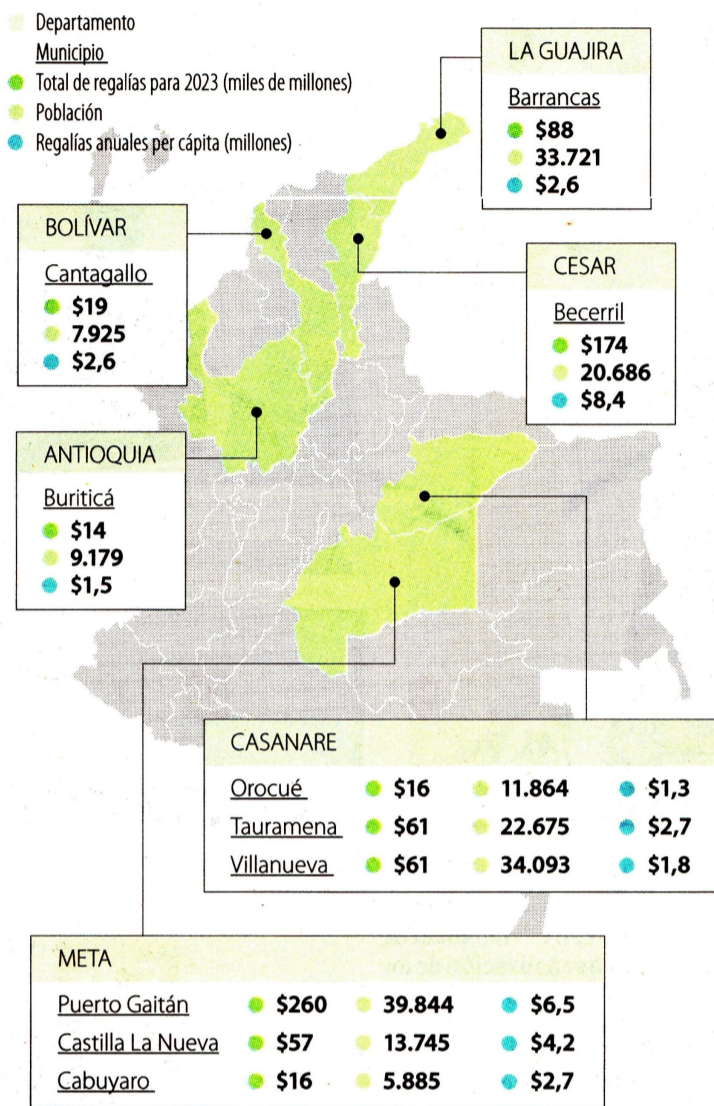 Departamento
Municipio
Total de regalías para 2023 (miles de millones)
Población
Regalías anuales per cápita (millones)
LA GUAJIRA
Barrancas
$88
33.721
$2,6
BOLÍVAR
Cantagallo
$19
7.925
$2,6
CESAR
Becerril
$174
20.686
$8,4
ANTIOQUIA
Buriticá
$14
9.179
$1,5
CASANARE
Orocué $16 11.864 $1,3
Tauramena $61 22.675 $2,7
Villanueva $61 34.093 $1,8
META
Puerto Gaitán $260 39.844 $6,5
Castilla La Nueva $57 13.745 $4,2
Cabuyaro $16 5.885 $2,7